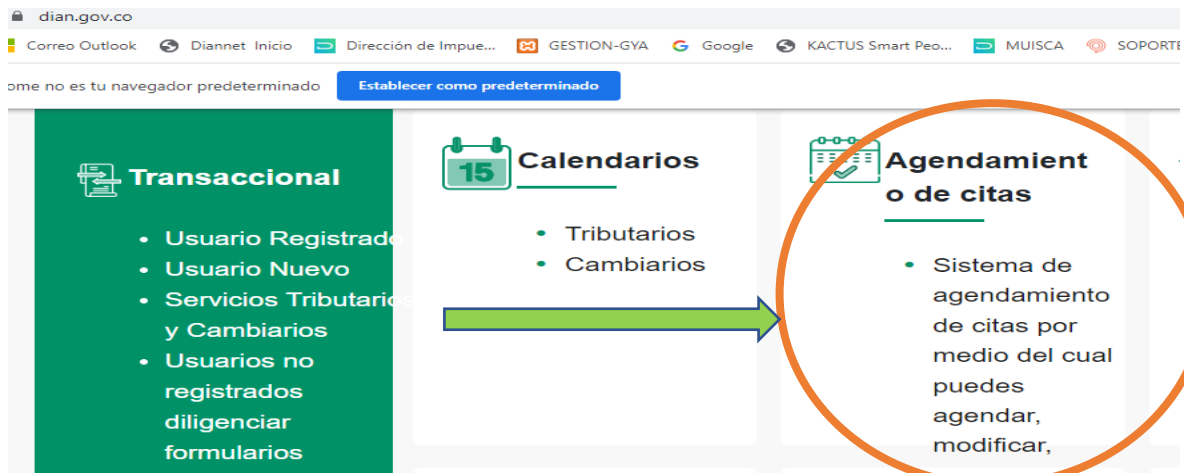 dian.gov.co
Correo Outlook Diannet Inicio Dirección de Impue... GESTION-GYA Google KACTUS Smart Peo... MUISCA SOPORTE
ome no es tu navegador predeterminado Establecer como predeterminado
Transaccional
• Usuario Registrado
• Usuario Nuevo
• Servicios Tributarios
y Cambiarios
• Usuarios no
registrados
diligenciar
formularios
15
Calendarios
• Tributarios
• Cambiarios
Agendamient
o de citas
• Sistema de
agendamiento
de citas por
medio del cual
puedes
agendar,
modificar,